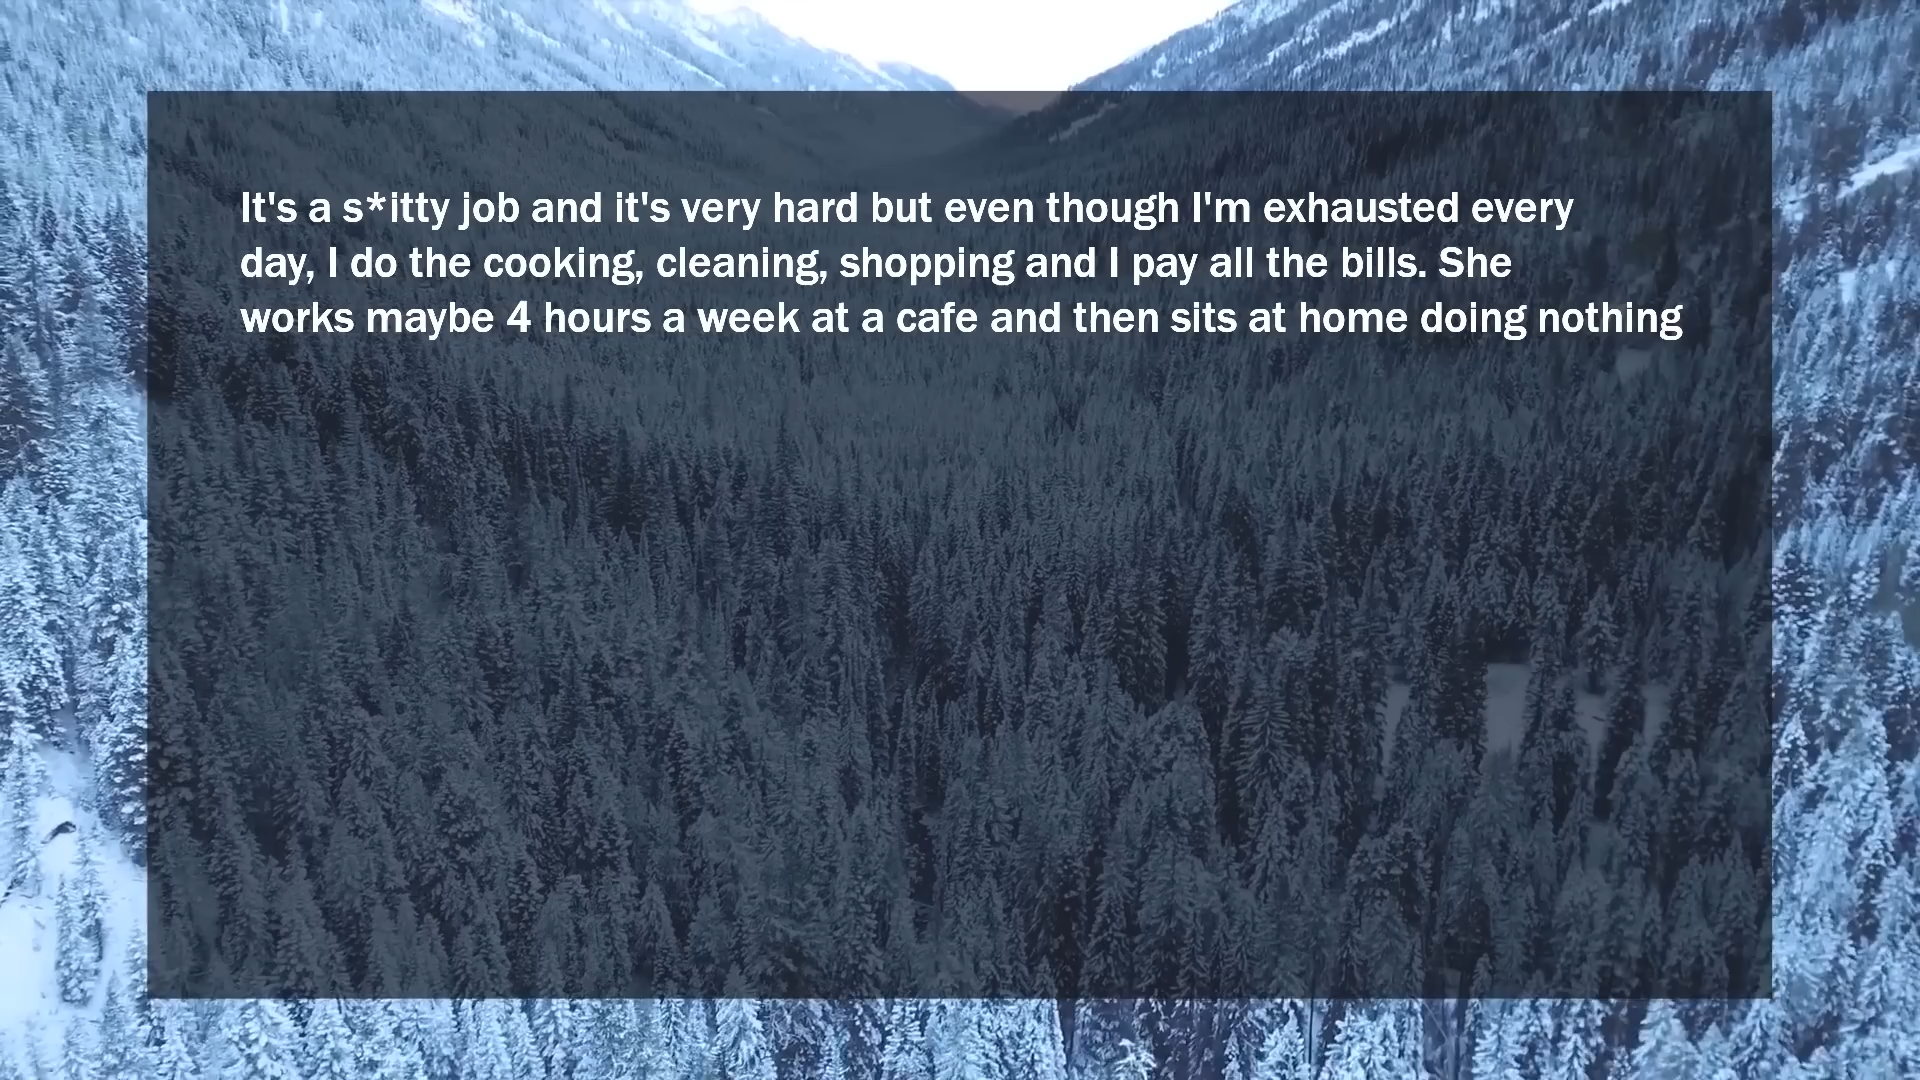 It's a s*itty job and it's very hard but even though I'm exhausted every
day, I do the cooking, cleaning, shopping and I pay all the bills. She
works maybe 4 hours a week at a cafe and then sits at home doing nothing